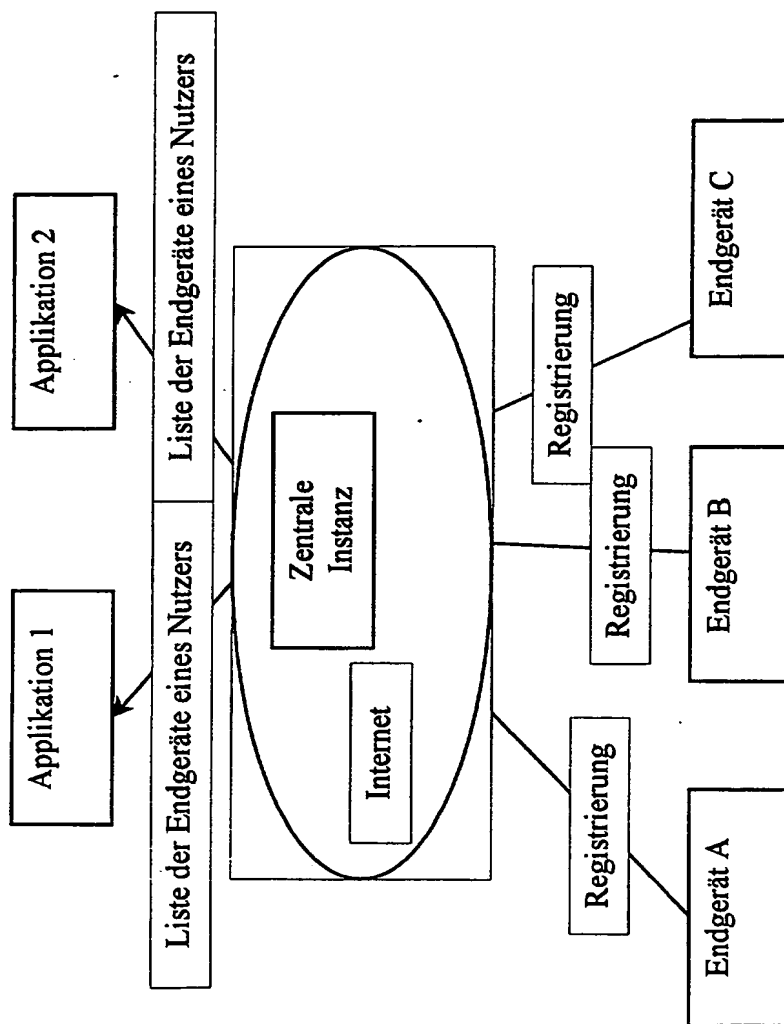 Applikation 1
Applikation 2
Liste der Endgeräte eines Nutzers
Liste der Endgeräte eines Nutzers
Zentrale
Instanz
Internet
Registrierung
Registrierung
Registrierung
Endgerät A
Endgerät B
Endgerät C